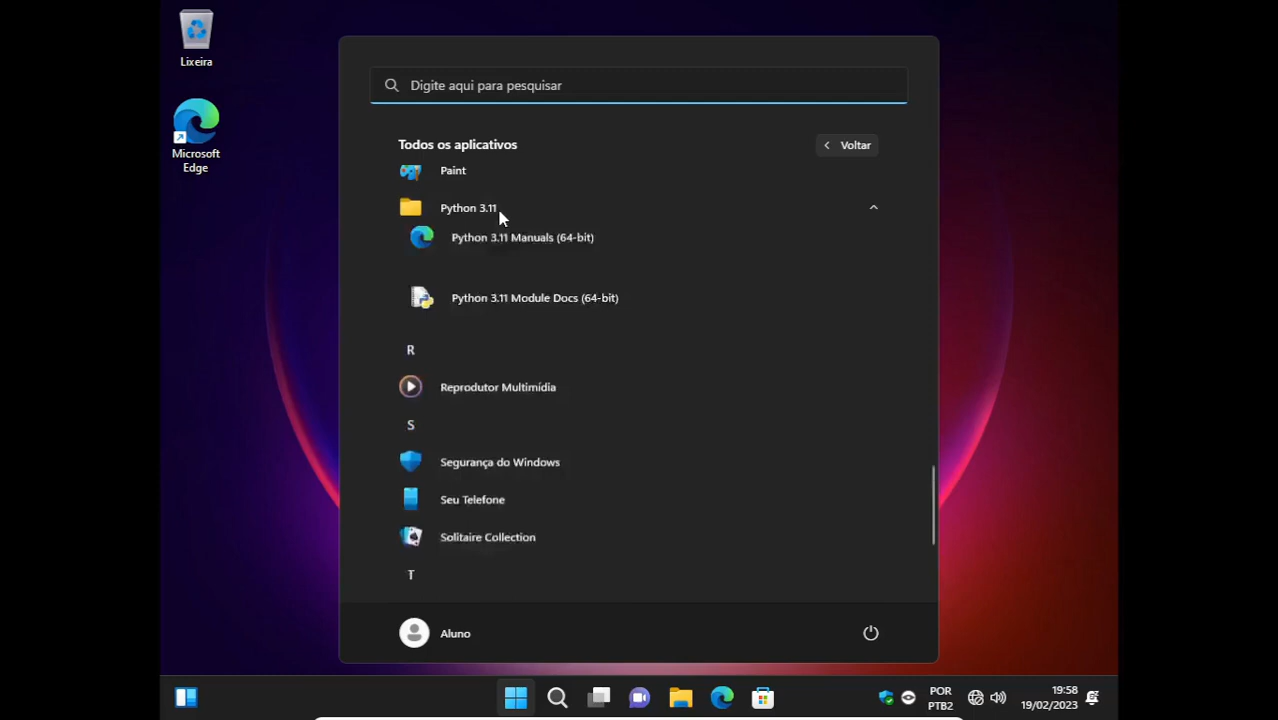 Lixeira
Microsoft
Edge
Digite aqui para pesquisar
Todos os aplicativos
Voltar
Paint
Python 3.11
Python 3.11 Manuals (64-bit)
Python 3.11 Module Docs (64-bit)
R
Reprodutor Multimídia
S
Segurança do Windows
Seu Telefone
Solitaire Collection
T
Aluno
POR
PTB2
19:58
19/02/2023